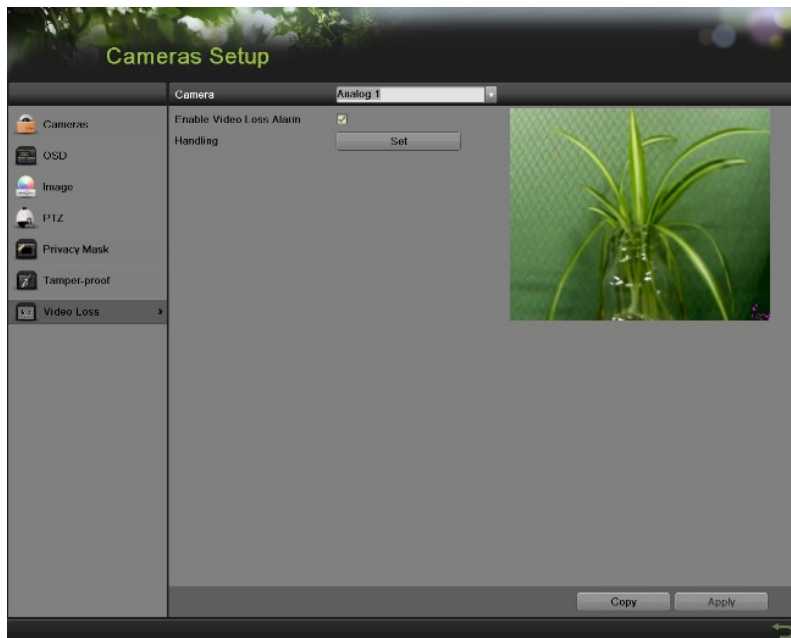 Cameras Setup
Camera Analog 1
Cameras
OSD
Image
PTZ
Privacy Mask
Tamper-proof
Video Loss
Enable Video Loss Alarm
Handling Set
Copy Apply